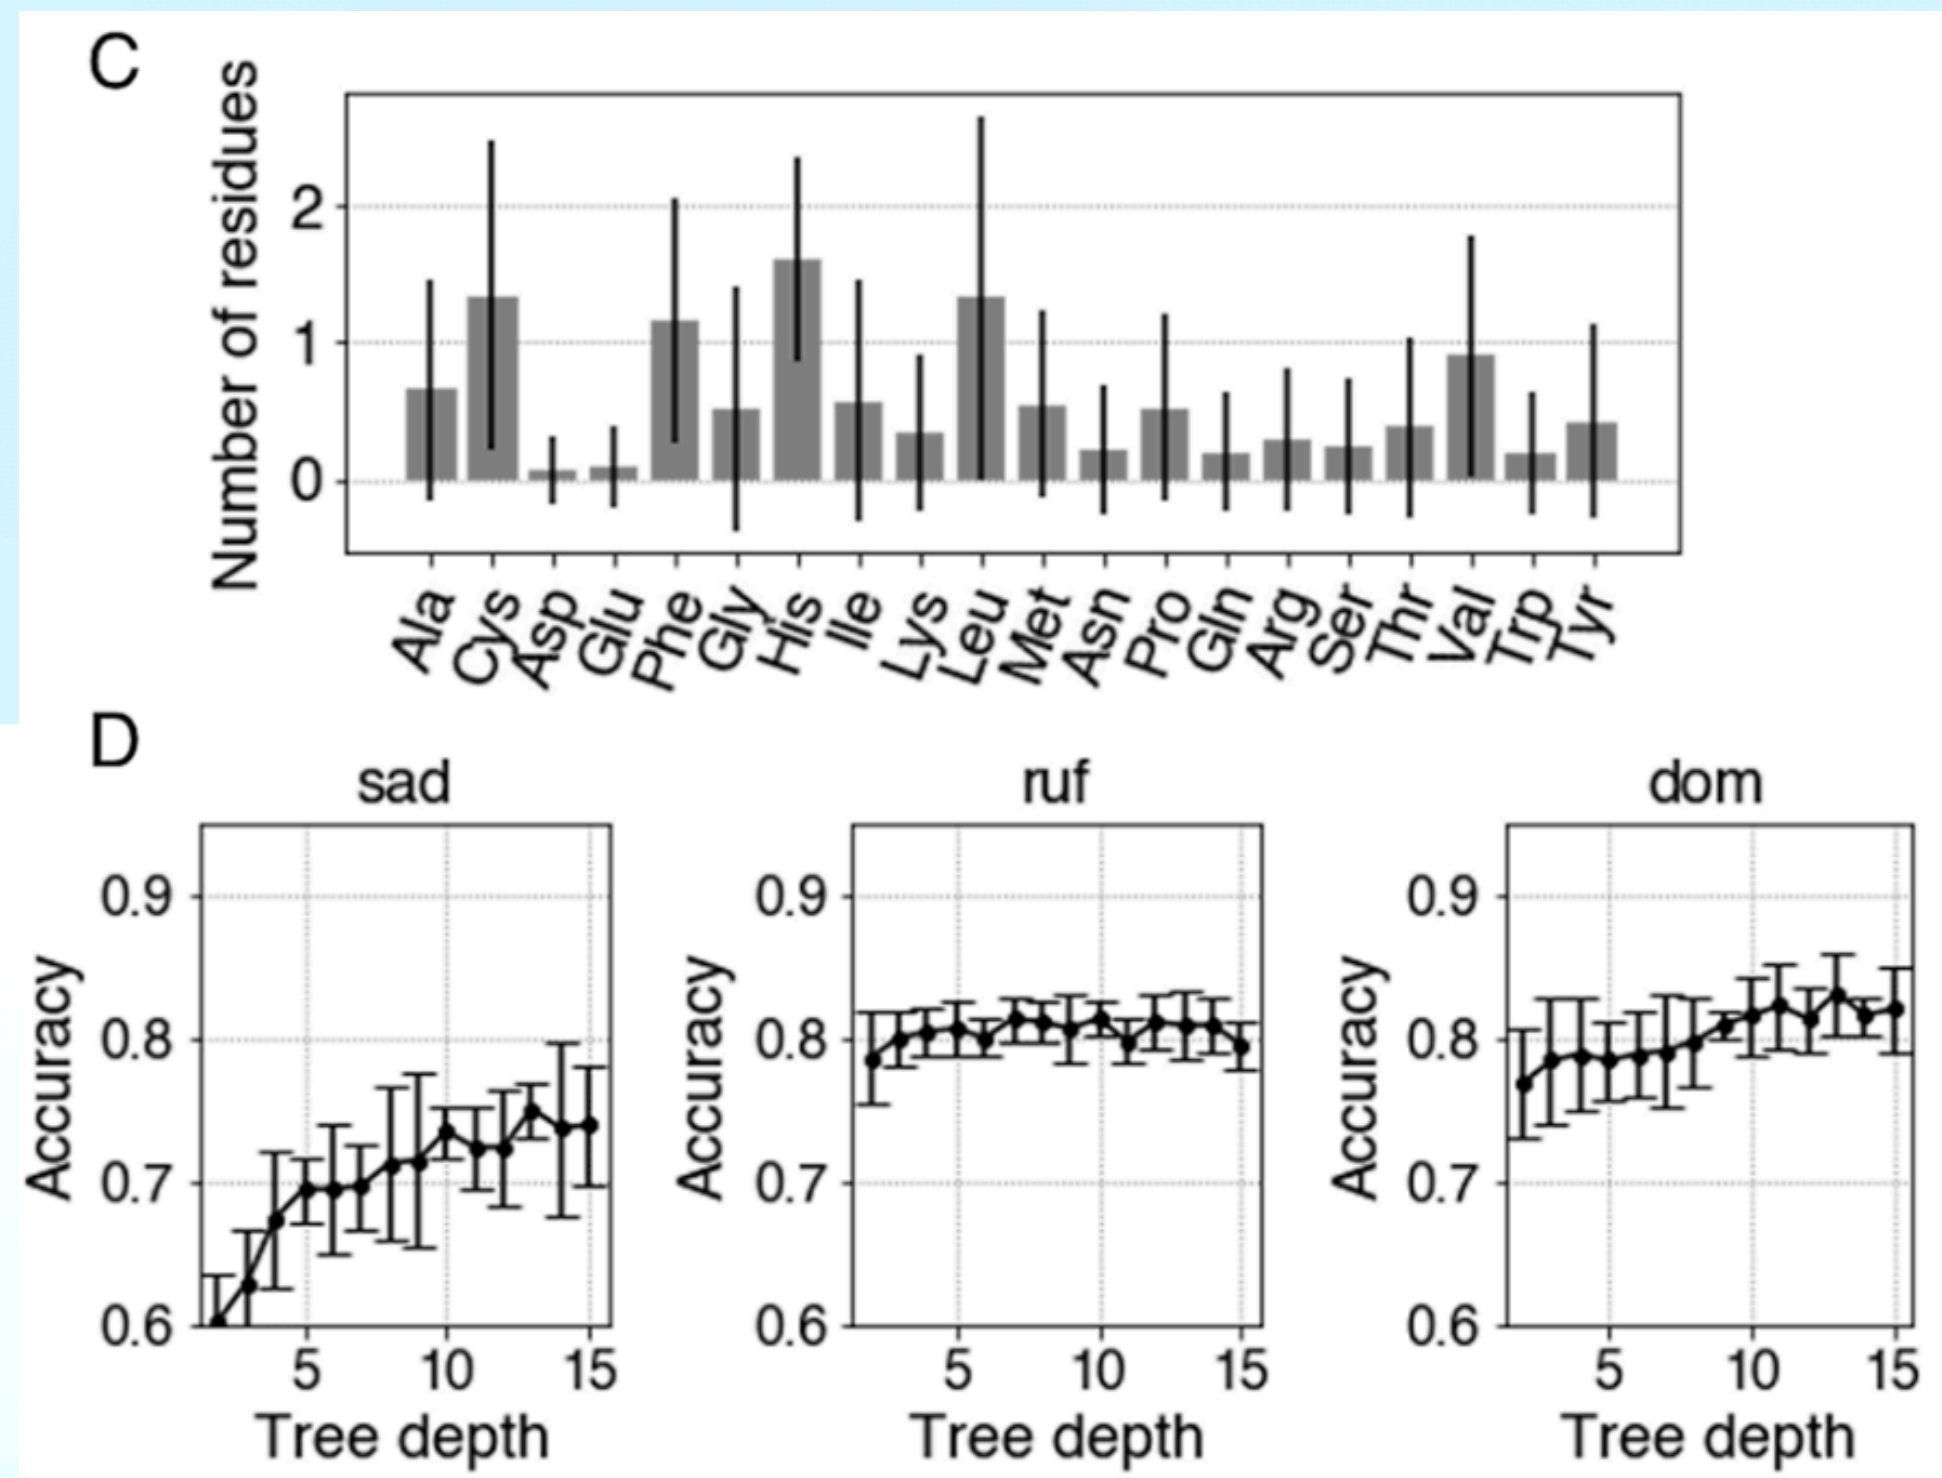 C
Number of residues
2
1
0
Ala Cys Asp Glu Phe Gly His Ile Lys Leu Met Asn Pro Gln Arg Ser Thr Val Trp Tyr
D
sad ruf dom
Accuracy Accuracy Accuracy
0.9 0.9 0.9
0.8 0.8 0.8
0.7 0.7 0.7
0.6 0.6 0.6
5 10 15 5 10 15 5 10 15
Tree depth Tree depth Tree depth